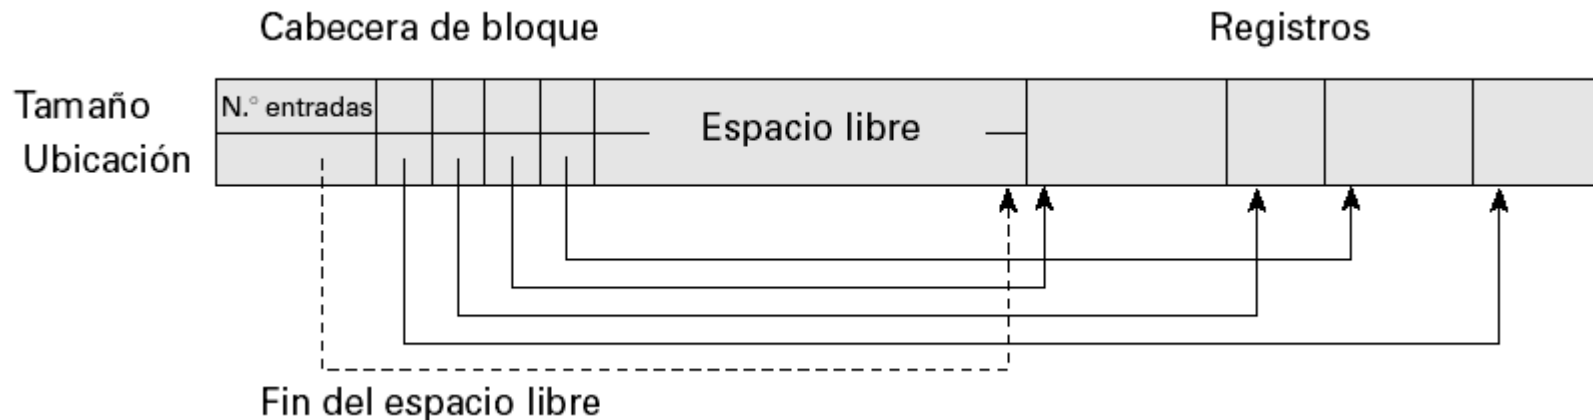 Cabecera de bloque
Registros
Tamaño
N.° entradas
Espacio libre
Ubicación
Fin del espacio libre